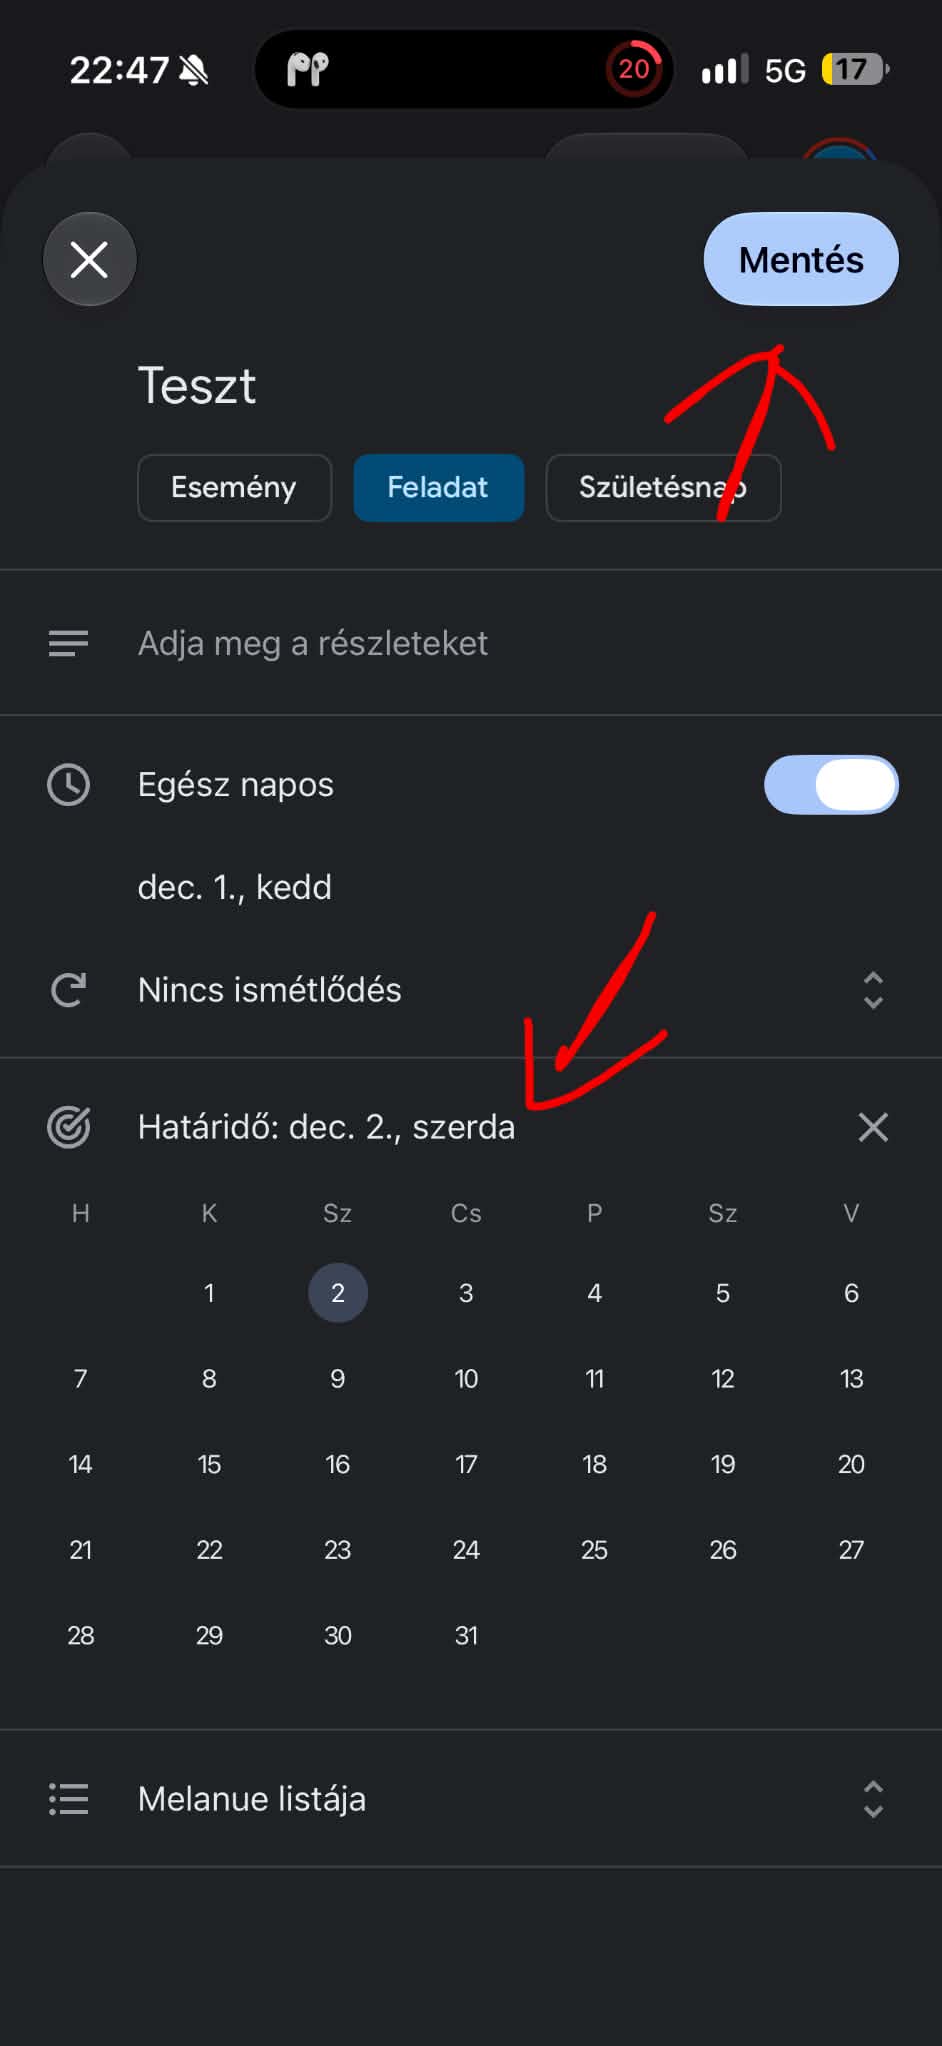 22:47 20 5G 17
Mentés
Teszt
Esemény Feladat Születésnap
Adja meg a részleteket
Egész napos
dec. 1., kedd
Nincs ismétlődés
Határidő: dec. 2., szerda
H K Sz Cs P Sz V
1 2 3 4 5 6
7 8 9 10 11 12 13
14 15 16 17 18 19 20
21 22 23 24 25 26 27
28 29 30 31
Melanue listája